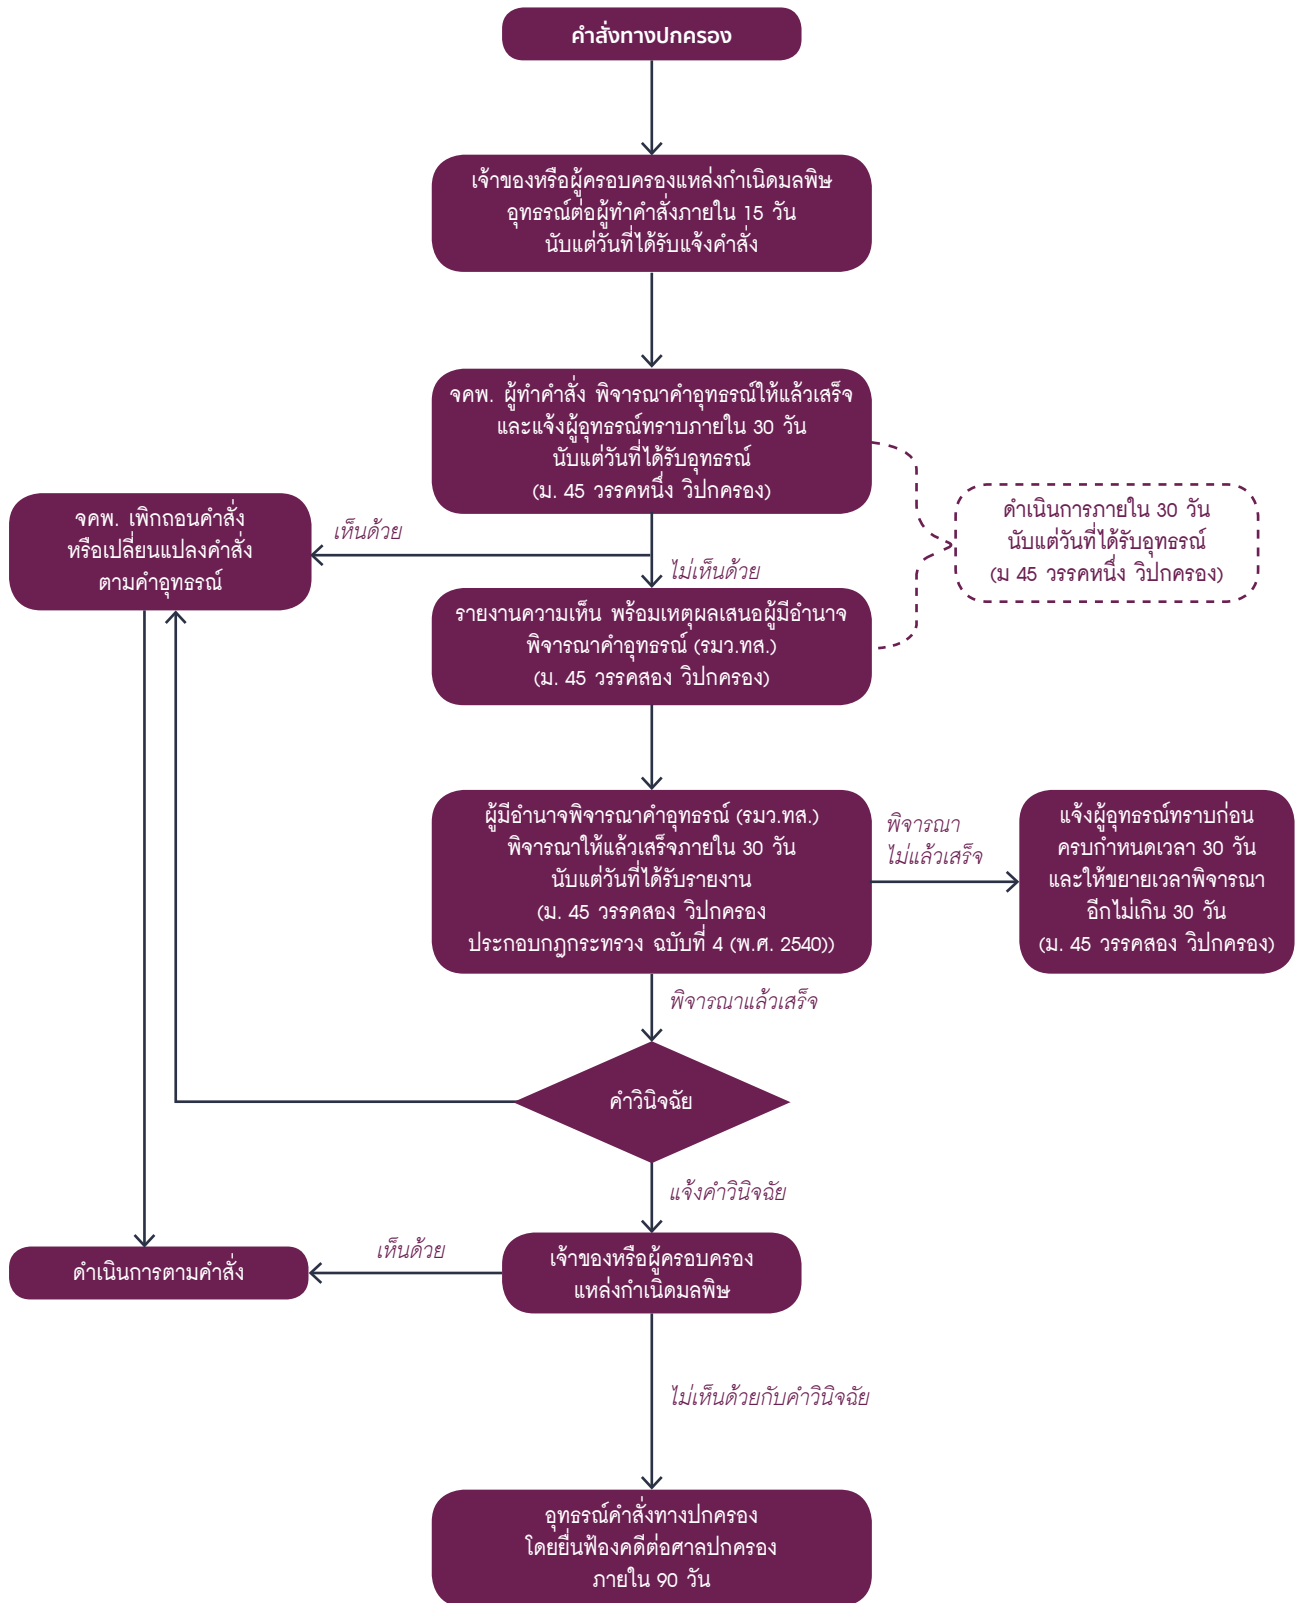 คำสั่งทางปกครอง
เจ้าของหรือผู้ครอบครองแหล่งกำเนิดมลพิษ
อุทธรณ์ต่อผู้ทำคำสั่งภายใน 15 วัน
นับแต่วันที่ได้รับแจ้งคำสั่ง
จคพ. ผู้ทำคำสั่ง พิจารณาคำอุทธรณ์ให้แล้วเสร็จ
และแจ้งผู้อุทธรณ์ทราบภายใน 30 วัน
นับแต่วันที่ได้รับอุทธรณ์
(ม. 45 วรรคหนึ่ง วิปกครอง)
ดำเนินการภายใน 30 วัน
นับแต่วันที่ได้รับอุทธรณ์
(ม 45 วรรคหนึ่ง วิปกครอง)
จคพ. เพิกถอนคำสั่ง
หรือเปลี่ยนแปลงคำสั่ง
ตามคำอุทธรณ์
เห็นด้วย
ไม่เห็นด้วย
รายงานความเห็น พร้อมเหตุผลเสนอผู้มีอำนาจ
พิจารณาคำอุทธรณ์ (รมว.ทส.)
(ม. 45 วรรคสอง วิปกครอง)
ผู้มีอำนาจพิจารณาคำอุทธรณ์ (รมว.ทส.)
พิจารณาให้แล้วเสร็จภายใน 30 วัน
นับแต่วันที่ได้รับรายงาน
(ม. 45 วรรคสอง วิปกครอง
ประกอบกฎกระทรวง ฉบับที่ 4 (พ.ศ. 2540))
พิจารณา
ไม่แล้วเสร็จ
แจ้งผู้อุทธรณ์ทราบก่อน
ครบกำหนดเวลา 30 วัน
และให้ขยายเวลาพิจารณา
อีกไม่เกิน 30 วัน
(ม. 45 วรรคสอง วิปกครอง)
พิจารณาแล้วเสร็จ
คำวินิจฉัย
แจ้งคำวินิจฉัย
เจ้าของหรือผู้ครอบครอง
แหล่งกำเนิดมลพิษ
เห็นด้วย
ดำเนินการตามคำสั่ง
ไม่เห็นด้วยกับคำวินิจฉัย
อุทธรณ์คำสั่งทางปกครอง
โดยยื่นฟ้องคดีต่อศาลปกครอง
ภายใน 90 วัน